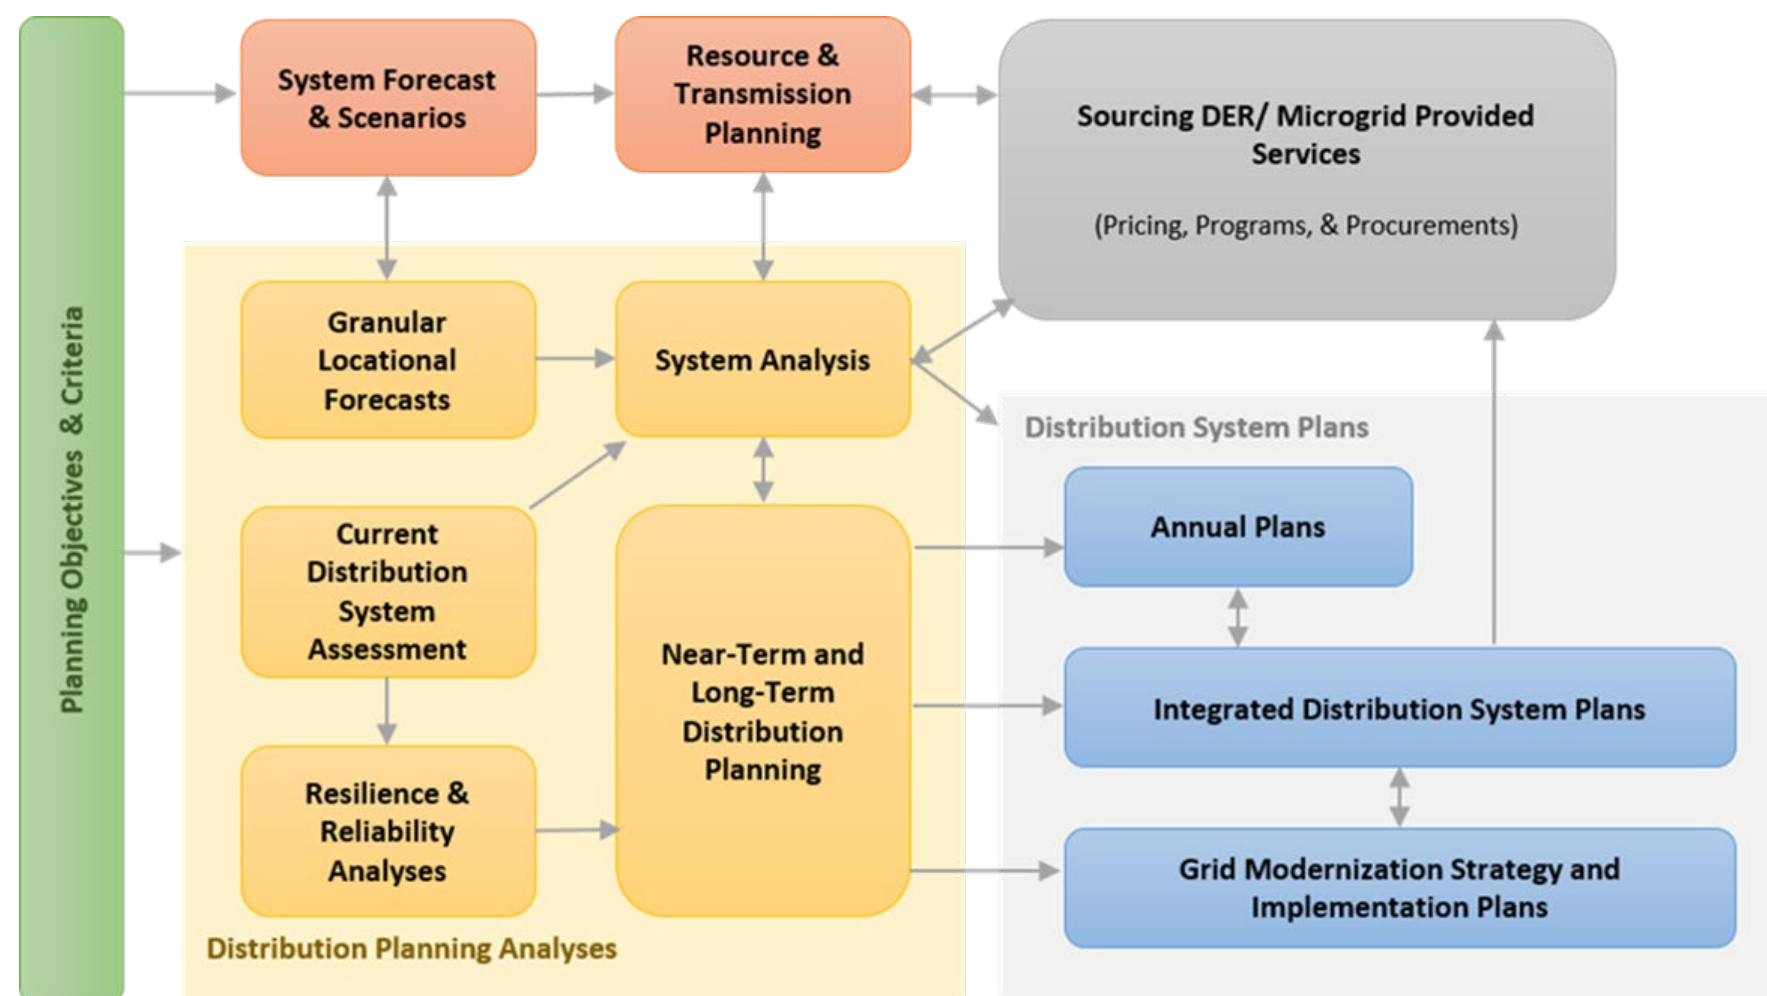 Planning Objectives & Criteria
System Forecast
& Scenarios
Resource &
Transmission
Planning
Sourcing DER/ Microgrid Provided
Services
(Pricing, Programs, & Procurements)
Granular
Locational
Forecasts
System Analysis
Current
Distribution
System
Assessment
Near-Term and
Long-Term
Distribution
Planning
Resilience &
Reliability
Analyses
Distribution Planning Analyses
Distribution System Plans
Annual Plans
Integrated Distribution System Plans
Grid Modernization Strategy and
Implementation Plans